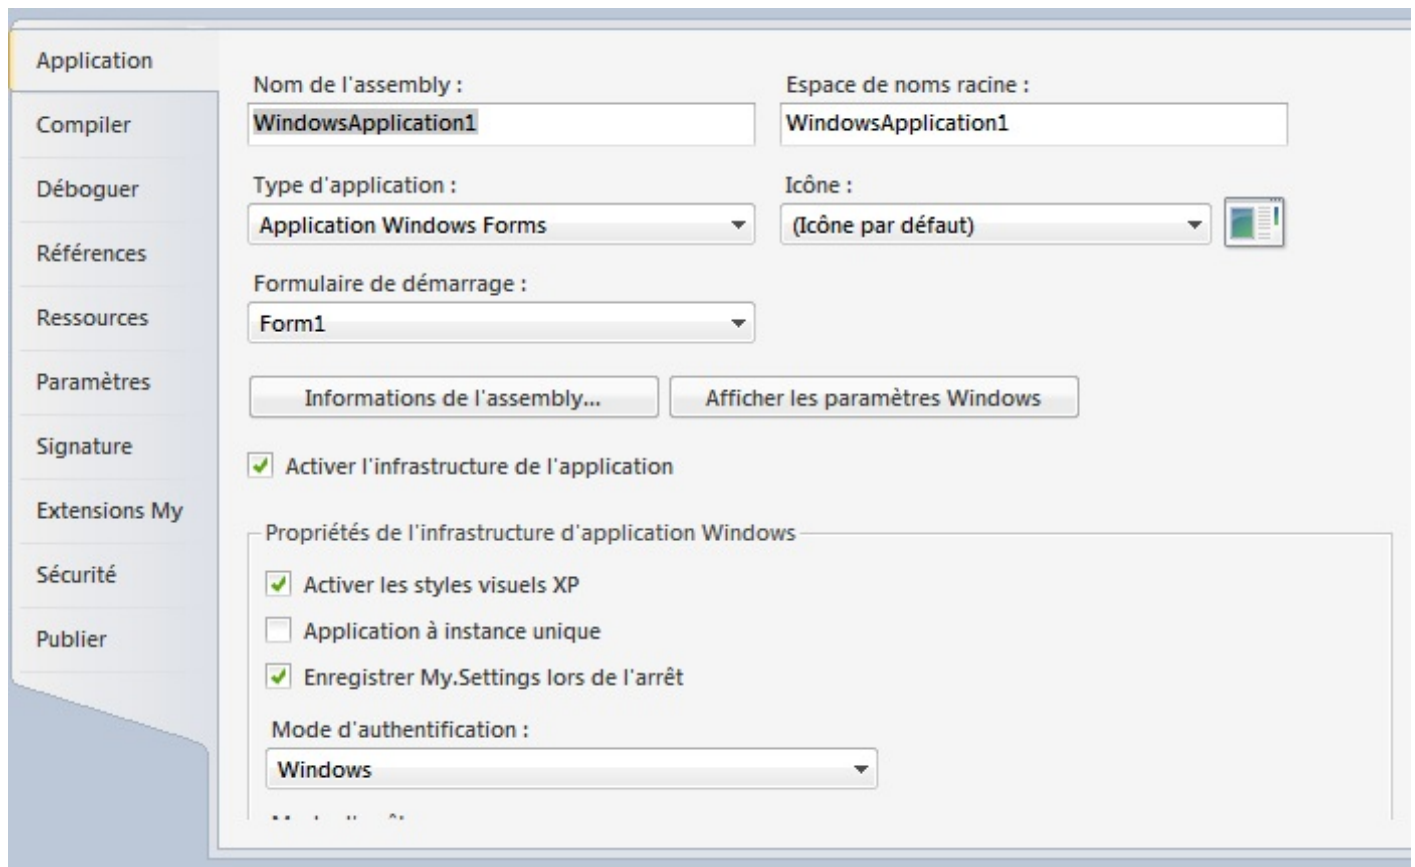 Application
Compiler
Déboguer
Références
Ressources
Paramètres
Signature
Extensions My
Sécurité
Publier
Nom de l'assembly :
Espace de noms racine :
WindowsApplication1
WindowsApplication1
Type d'application :
Icône :
Application Windows Forms
(Icône par défaut)
Formulaire de démarrage :
Form1
Informations de l'assembly...
Afficher les paramètres Windows
Activer l'infrastructure de l'application
Propriétés de l'infrastructure d'application Windows
Activer les styles visuels XP
Application à instance unique
Enregistrer My.Settings lors de l'arrêt
Mode d'authentification :
Windows